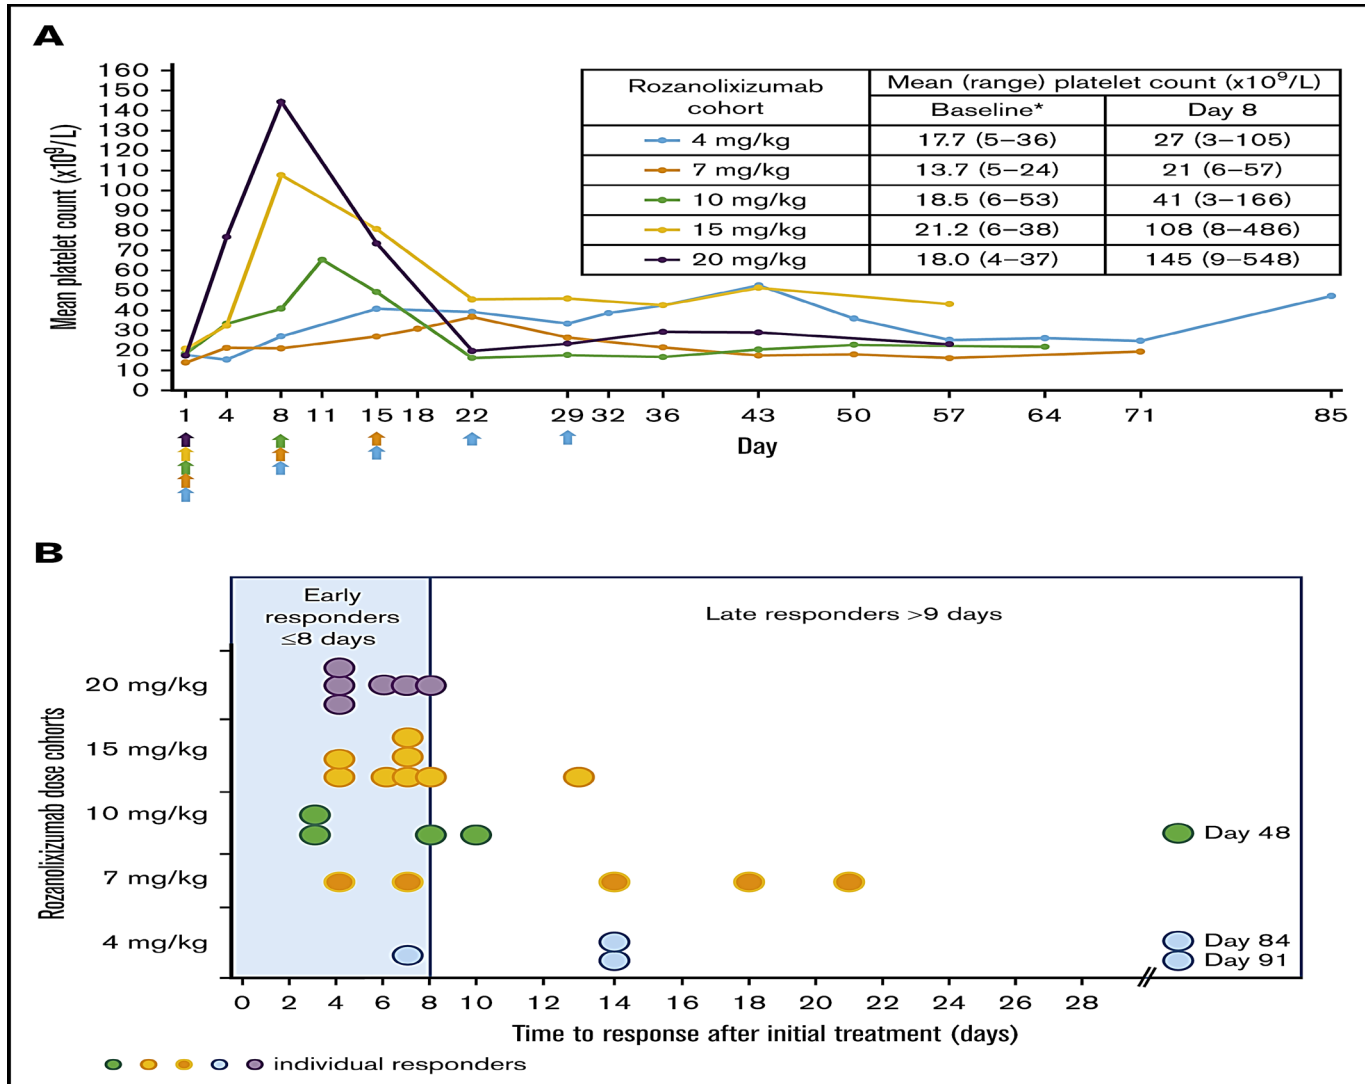 A
160
150
140
130
120
110
100
90
80
70
60
50
40
30
20
10
0
Mean platelet count (x10⁹/L)
Rozanolixizumab cohort Mean (range) platelet count (x10⁹/L)
Baseline* Day 8
4 mg/kg 17.7 (5–36) 27 (3–105)
7 mg/kg 13.7 (5–24) 21 (6–57)
10 mg/kg 18.5 (6–53) 41 (3–166)
15 mg/kg 21.2 (6–38) 108 (8–486)
20 mg/kg 18.0 (4–37) 145 (9–548)
1 4 8 11 15 18 22 29 32 36 43 50 57 64 71 85
Day
B
Early
responders
≤8 days
Late responders >9 days
Rozanolixizumab dose cohorts
20 mg/kg
15 mg/kg
10 mg/kg
Day 48
7 mg/kg
4 mg/kg
Day 84
Day 91
0 2 4 6 8 10 12 14 16 18 20 22 24 26 28
Time to response after initial treatment (days)
individual responders